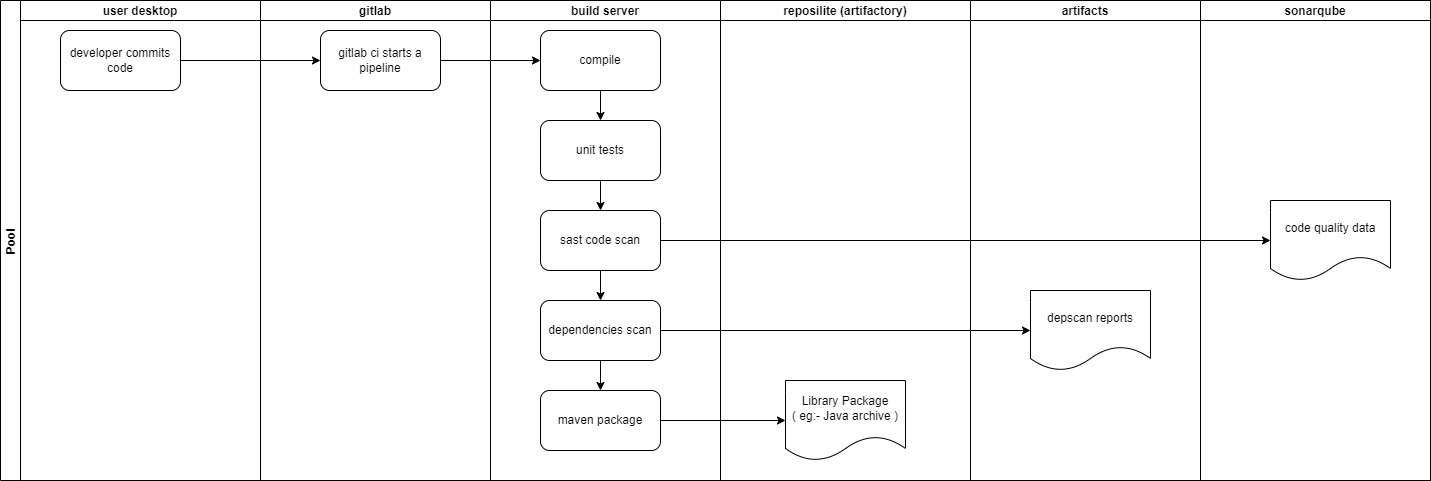 user desktop
gitlab
build server
reposilite (artifactory)
artifacts
sonarqube
Pool
developer commits
code
gitlab ci starts a
pipeline
compile
unit tests
sast code scan
code quality data
dependencies scan
depscan reports
maven package
Library Package
( eg:- Java archive )